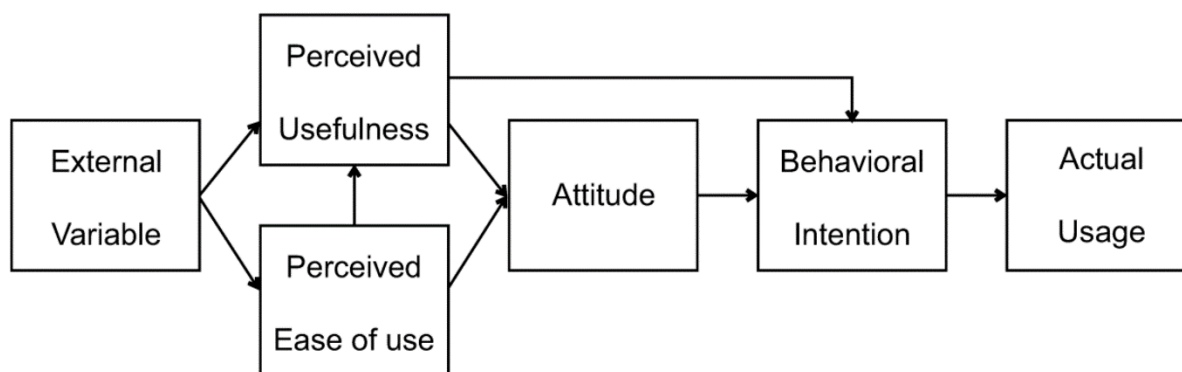 External
Variable
Perceived
Usefulness
Perceived
Ease of use
Attitude
Behavioral
Intention
Actual
Usage